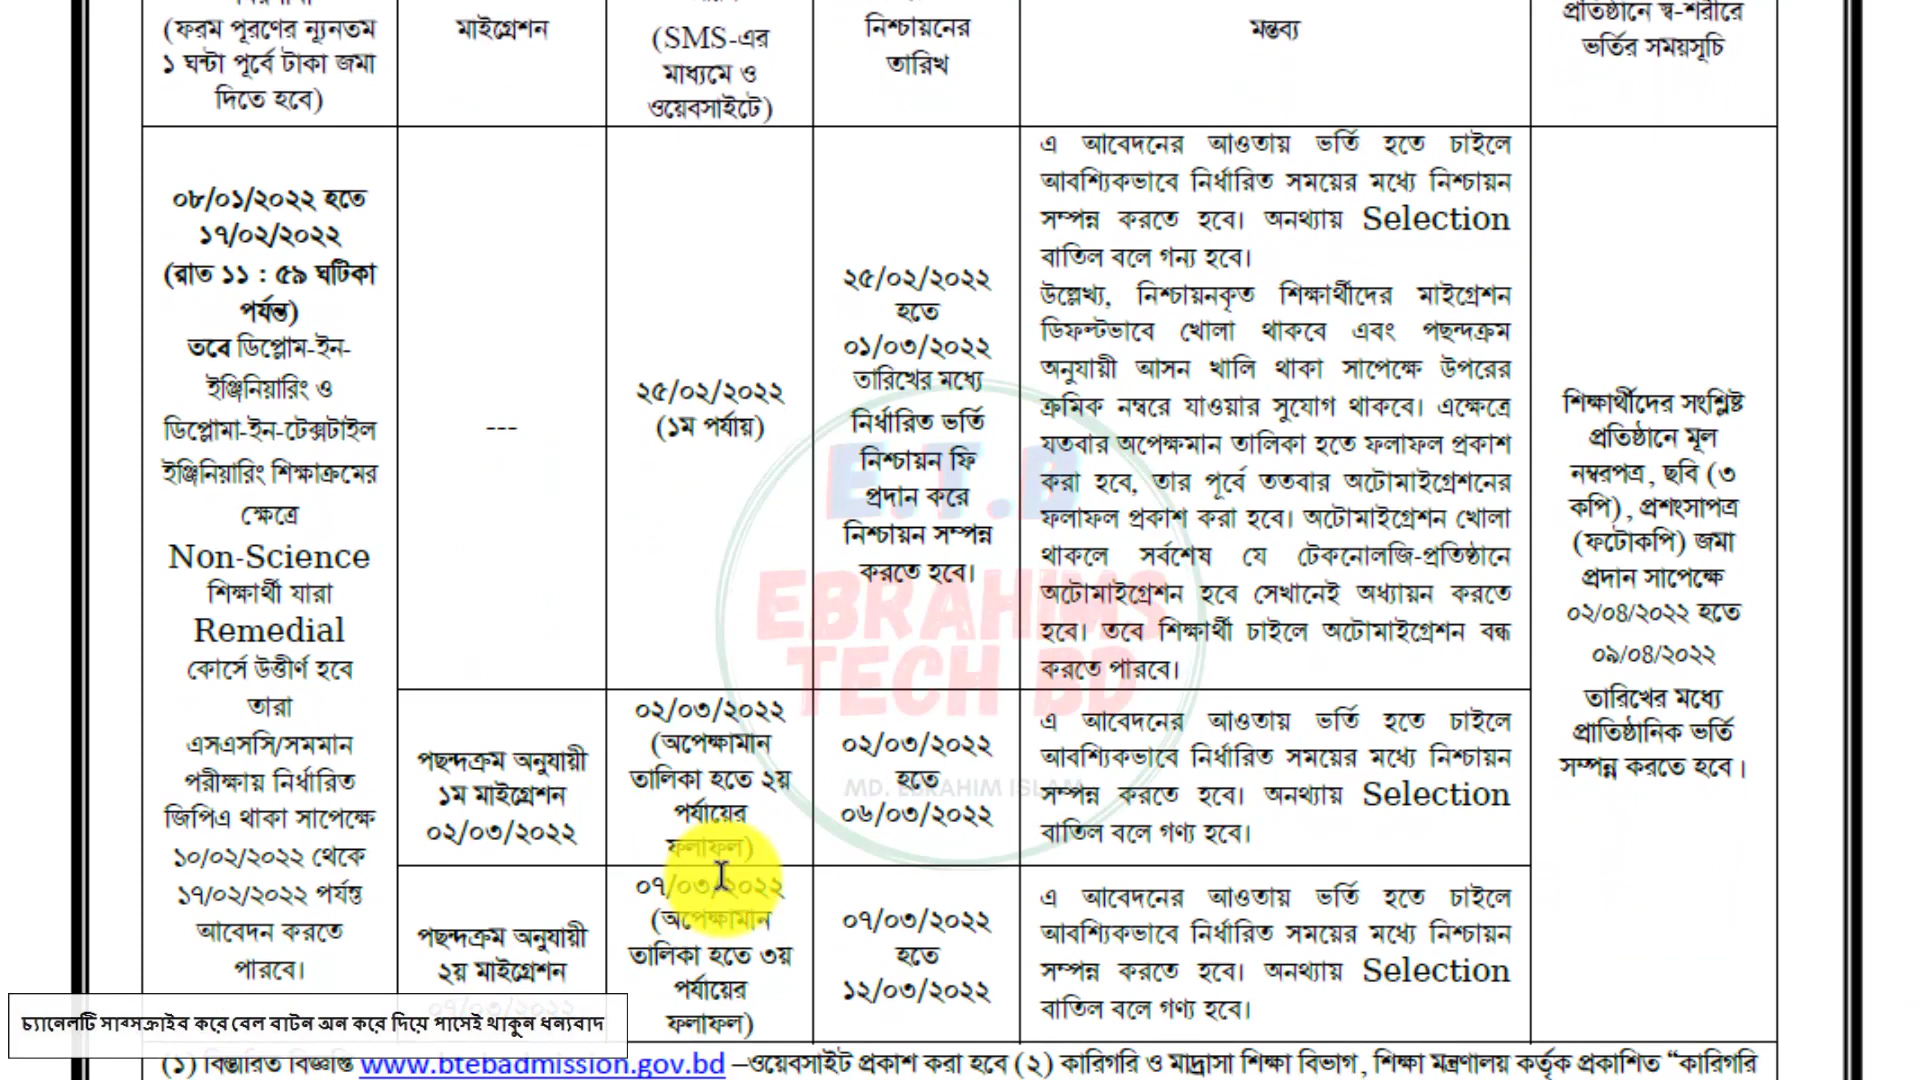 (ফরম পূরণের ন্যূনতম
১ ঘন্টা পূর্বে টাকা জমা
দিতে হবে)
মাইগ্রেশন
(SMS-এর
মাধ্যমে ও
ওয়েবসাইটে)
নিশ্চায়নের
তারিখ
মন্তব্য
প্রতিষ্ঠানে স্ব-শরীরে
ভর্তির সময়সূচি
০৮/০১/২০২২ হতে
১৭/০২/২০২২
(রাত ১১ : ৫৯ ঘটিকা
পর্যন্ত)
তবে ডিপ্লোম-ইন-
ইঞ্জিনিয়ারিং ও
ডিপ্লোমা-ইন-টেক্সটাইল
ইঞ্জিনিয়ারিং শিক্ষাক্রমের
ক্ষেত্রে
Non-Science
শিক্ষার্থী যারা
Remedial
কোর্সে উত্তীর্ণ হবে
তারা
এসএসসি/সমমান
পরীক্ষায় নির্ধারিত
জিপিএ থাকা সাপেক্ষে
১০/০২/২০২২ থেকে
১৭/০২/২০২২ পর্যন্ত
আবেদন করতে
পারবে।
---
২৫/০২/২০২২
(১ম পর্যায়)
২৫/০২/২০২২
হতে
০১/০৩/২০২২
তারিখের মধ্যে
নির্ধারিত ভর্তি
নিশ্চায়ন ফি
প্রদান করে
নিশ্চায়ন সম্পন্ন
করতে হবে।
এ আবেদনের আওতায় ভর্তি হতে চাইলে
আবশ্যিকভাবে নির্ধারিত সময়ের মধ্যে নিশ্চায়ন
সম্পন্ন করতে হবে। অনথ্যায় Selection
বাতিল বলে গন্য হবে।
উল্লেখ্য, নিশ্চায়নকৃত শিক্ষার্থীদের মাইগ্রেশন
ডিফল্টভাবে খোলা থাকবে এবং পছন্দক্রম
অনুযায়ী আসন খালি থাকা সাপেক্ষে উপরের
ক্রমিক নম্বরে যাওয়ার সুযোগ থাকবে। এক্ষেত্রে
যতবার অপেক্ষমান তালিকা হতে ফলাফল প্রকাশ
করা হবে, তার পূর্বে ততবার অটোমাইগ্রেশনের
ফলাফল প্রকাশ করা হবে। অটোমাইগ্রেশন খোলা
থাকলে সর্বশেষ যে টেকনোলজি-প্রতিষ্ঠানে
অটোমাইগ্রেশন হবে সেখানেই অধ্যায়ন করতে
হবে। তবে শিক্ষার্থী চাইলে অটোমাইগ্রেশন বন্ধ
করতে পারবে।
শিক্ষার্থীদের সংশ্লিষ্ট
প্রতিষ্ঠানে মূল
নম্বরপত্র, ছবি (৩
কপি), প্রশংসাপত্র
(ফটোকপি) জমা
প্রদান সাপেক্ষে
০২/০৪/২০২২ হতে
০৯/০৪/২০২২
তারিখের মধ্যে
প্রাতিষ্ঠানিক ভর্তি
সম্পন্ন করতে হবে।
পছন্দক্রম অনুযায়ী
১ম মাইগ্রেশন
০২/০৩/২০২২
০২/০৩/২০২২
(অপেক্ষামান
তালিকা হতে ২য়
পর্যায়ের
ফলাফল)
০২/০৩/২০২২
হতে
০৬/০৩/২০২২
এ আবেদনের আওতায় ভর্তি হতে চাইলে
আবশ্যিকভাবে নির্ধারিত সময়ের মধ্যে নিশ্চায়ন
সম্পন্ন করতে হবে। অনথ্যায় Selection
বাতিল বলে গণ্য হবে।
পছন্দক্রম অনুযায়ী
২য় মাইগ্রেশন
০৭/০৩/২০২২
০৭/০৩/২০২২
(অপেক্ষামান
তালিকা হতে ৩য়
পর্যায়ের
ফলাফল)
০৭/০৩/২০২২
হতে
১২/০৩/২০২২
এ আবেদনের আওতায় ভর্তি হতে চাইলে
আবশ্যিকভাবে নির্ধারিত সময়ের মধ্যে নিশ্চায়ন
সম্পন্ন করতে হবে। অনথ্যায় Selection
বাতিল বলে গণ্য হবে।
E.T.B
EBRAHIMS
TECH BD
MD. EBRAHIM ISLAM
চ্যানেলটি সাবসক্রাইব করে বেল বাটন অন করে দিয়ে পাসেই থাকুন ধন্যবাদ
(১) বিস্তারিত বিজ্ঞপ্তি www.btebadmission.gov.bd –ওয়েবসাইট প্রকাশ করা হবে (২) কারিগরি ও মাদ্রাসা শিক্ষা বিভাগ, শিক্ষা মন্ত্রণালয় কর্তৃক প্রকাশিত “কারিগরি